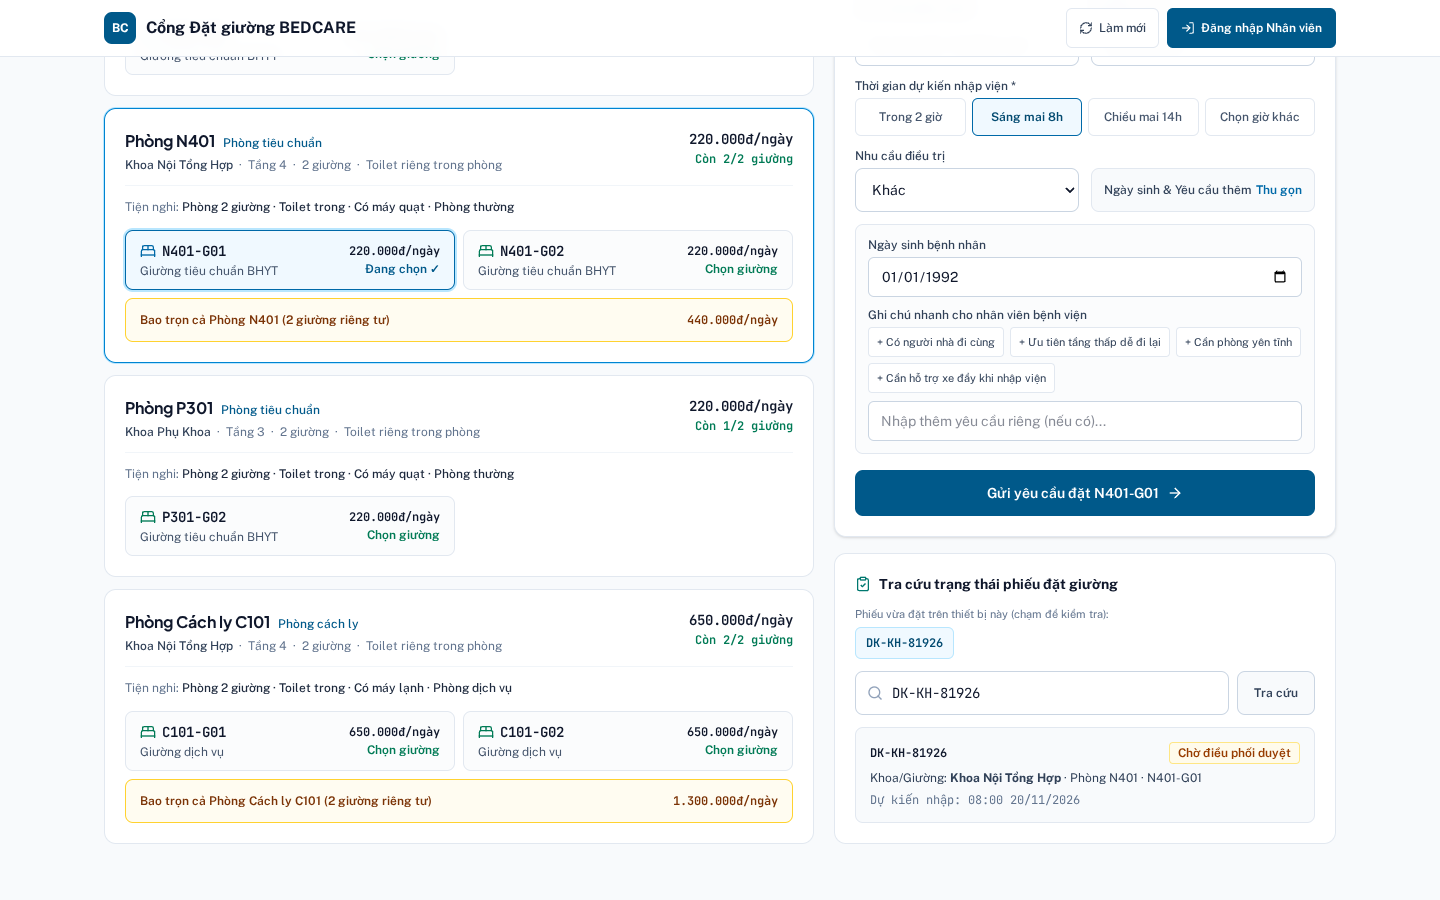 BC Cổng Đặt giường BEDCARE
Làm mới
Đăng nhập Nhân viên
Giường tiêu chuẩn BHYT
Chọn giường
Phòng N401 Phòng tiêu chuẩn
220.000đ/ngày
Khoa Nội Tổng Hợp · Tầng 4 · 2 giường · Toilet riêng trong phòng
Còn 2/2 giường
Tiện nghi: Phòng 2 giường · Toilet trong · Có máy quạt · Phòng thường
N401-G01
220.000đ/ngày
Giường tiêu chuẩn BHYT
Đang chọn ✓
N401-G02
220.000đ/ngày
Giường tiêu chuẩn BHYT
Chọn giường
Bao trọn cả Phòng N401 (2 giường riêng tư)
440.000đ/ngày
Phòng P301 Phòng tiêu chuẩn
220.000đ/ngày
Khoa Phụ Khoa · Tầng 3 · 2 giường · Toilet riêng trong phòng
Còn 1/2 giường
Tiện nghi: Phòng 2 giường · Toilet trong · Có máy quạt · Phòng thường
P301-G02
220.000đ/ngày
Giường tiêu chuẩn BHYT
Chọn giường
Phòng Cách ly C101 Phòng cách ly
650.000đ/ngày
Khoa Nội Tổng Hợp · Tầng 4 · 2 giường · Toilet riêng trong phòng
Còn 2/2 giường
Tiện nghi: Phòng 2 giường · Toilet trong · Có máy lạnh · Phòng dịch vụ
C101-G01
650.000đ/ngày
Giường dịch vụ
Chọn giường
C101-G02
650.000đ/ngày
Giường dịch vụ
Chọn giường
Bao trọn cả Phòng Cách ly C101 (2 giường riêng tư)
1.300.000đ/ngày
Thời gian dự kiến nhập viện *
Trong 2 giờ
Sáng mai 8h
Chiều mai 14h
Chọn giờ khác
Nhu cầu điều trị
Khác
Ngày sinh & Yêu cầu thêm Thu gọn
Ngày sinh bệnh nhân
01/01/1992
Ghi chú nhanh cho nhân viên bệnh viện
+ Có người nhà đi cùng
+ Ưu tiên tầng thấp dễ đi lại
+ Cần phòng yên tĩnh
+ Cần hỗ trợ xe đẩy khi nhập viện
Nhập thêm yêu cầu riêng (nếu có)...
Gửi yêu cầu đặt N401-G01 →
Tra cứu trạng thái phiếu đặt giường
Phiếu vừa đặt trên thiết bị này (chạm để kiểm tra):
DK-KH-81926
DK-KH-81926
Tra cứu
DK-KH-81926
Chờ điều phối duyệt
Khoa/Giường: Khoa Nội Tổng Hợp · Phòng N401 · N401-G01
Dự kiến nhập: 08:00 20/11/2026